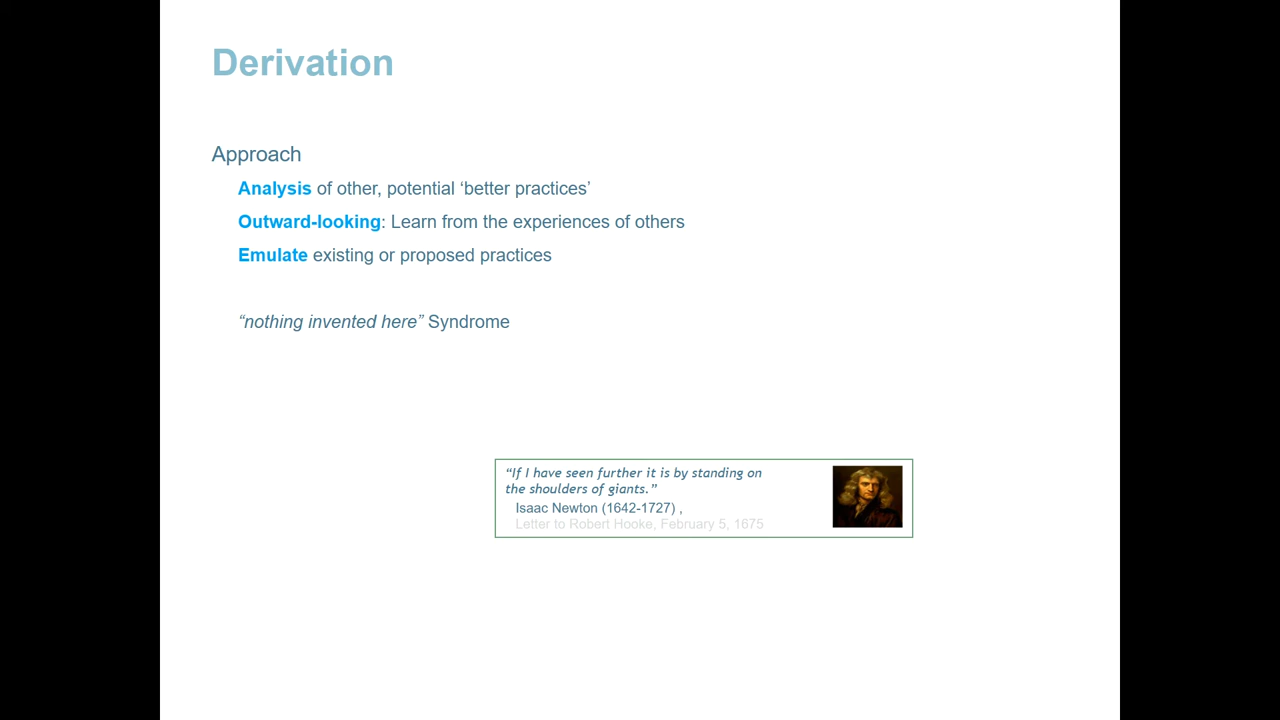 Derivation
Approach
Analysis of other, potential ‘better practices’
Outward-looking: Learn from the experiences of others
Emulate existing or proposed practices
“nothing invented here” Syndrome
“If I have seen further it is by standing on
the shoulders of giants.”
Isaac Newton (1642-1727) ,
Letter to Robert Hooke, February 5, 1675